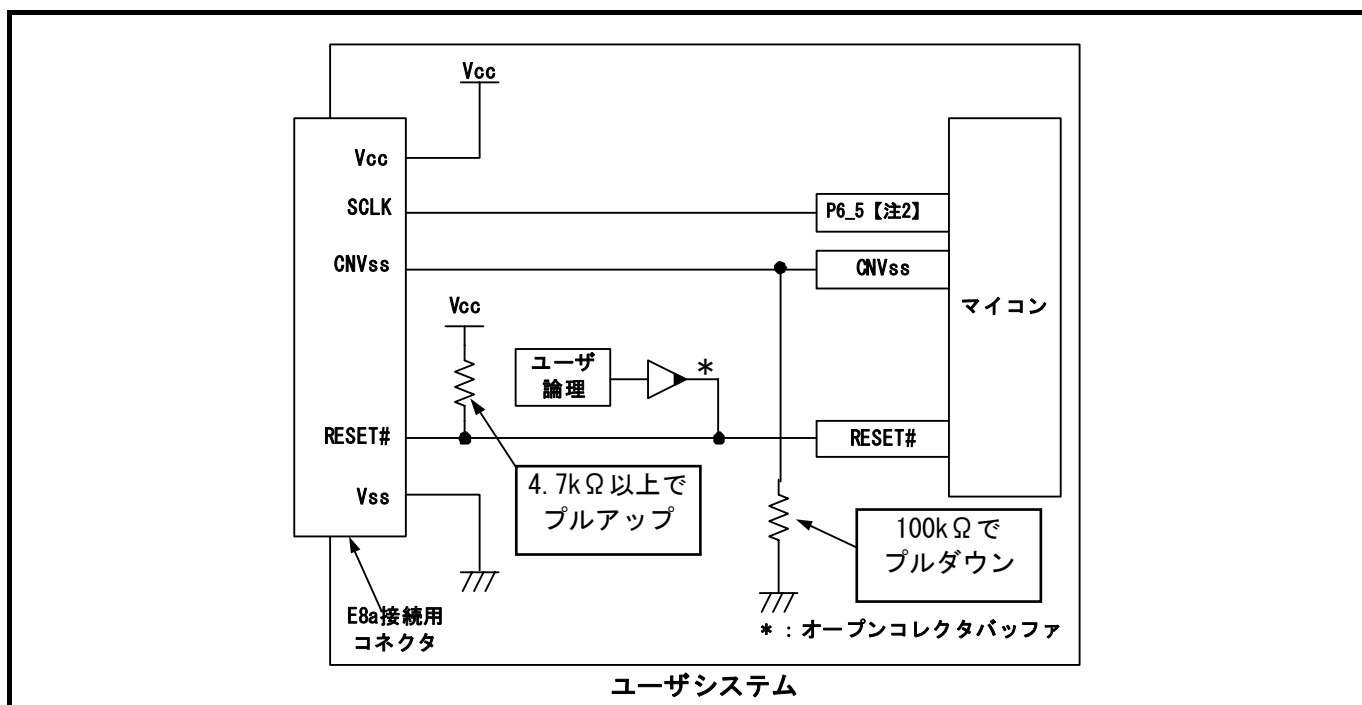 Vcc
Vcc
SCLK
P6_5【注2】
CNVss
CNVss
マイコン
Vcc
ユーザ
論理
*
RESET#
RESET#
4.7kΩ以上で
プルアップ
Vss
100kΩで
プルダウン
E8a接続用
コネクタ
* : オープンコレクタバッファ
ユーザシステム